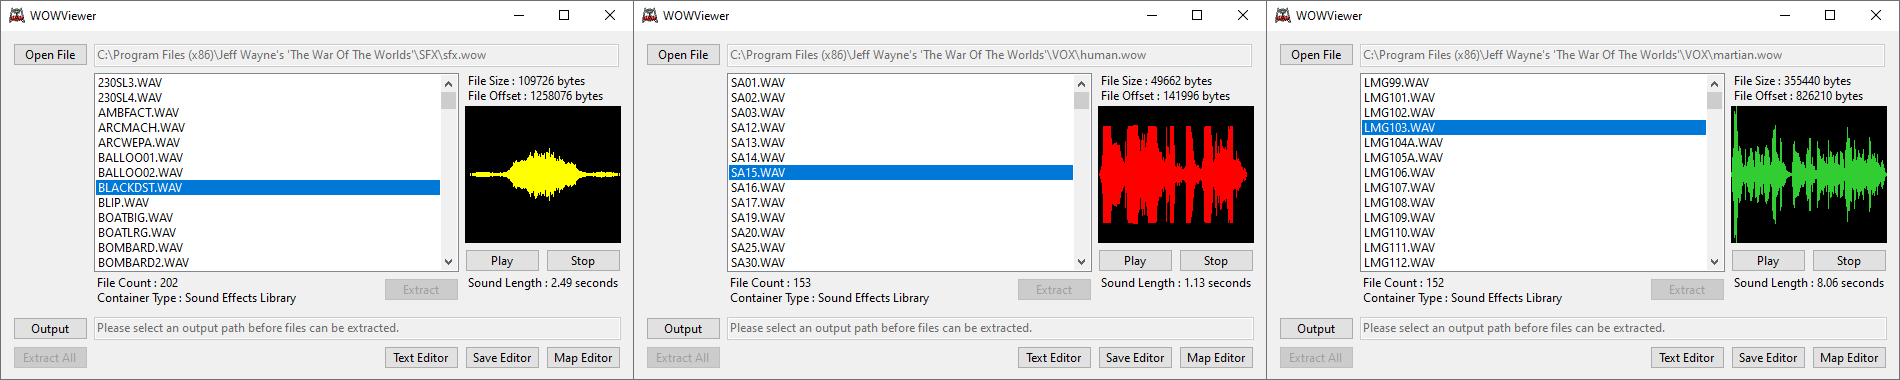 WOWViewer
Open File
C:\Program Files (x86)\Jeff Wayne's 'The War Of The Worlds'\SFX\sfx.wow
230SL3.WAV
230SL4.WAV
AMBFACT.WAV
ARCMACH.WAV
ARCWEPA.WAV
BALLOO01.WAV
BALLOO02.WAV
BLACKDST.WAV
BLIP.WAV
BOATBIG.WAV
BOATLRG.WAV
BOMBARD.WAV
BOMBARD2.WAV
File Size : 109726 bytes
File Offset : 1258076 bytes
Play
Stop
Sound Length : 2.49 seconds
File Count : 202
Container Type : Sound Effects Library
Extract
Output
Please select an output path before files can be extracted.
Extract All
Text Editor
Save Editor
Map Editor
WOWViewer
Open File
C:\Program Files (x86)\Jeff Wayne's 'The War Of The Worlds'\VOX\human.wow
SA01.WAV
SA02.WAV
SA03.WAV
SA12.WAV
SA13.WAV
SA14.WAV
SA15.WAV
SA16.WAV
SA17.WAV
SA19.WAV
SA20.WAV
SA25.WAV
SA30.WAV
File Size : 49662 bytes
File Offset : 141996 bytes
Play
Stop
Sound Length : 1.13 seconds
File Count : 153
Container Type : Sound Effects Library
Extract
Output
Please select an output path before files can be extracted.
Extract All
Text Editor
Save Editor
Map Editor
WOWViewer
Open File
C:\Program Files (x86)\Jeff Wayne's 'The War Of The Worlds'\VOX\martian.wow
LMG99.WAV
LMG101.WAV
LMG102.WAV
LMG103.WAV
LMG104A.WAV
LMG105A.WAV
LMG106.WAV
LMG107.WAV
LMG108.WAV
LMG109.WAV
LMG110.WAV
LMG111.WAV
LMG112.WAV
File Size : 355440 bytes
File Offset : 826210 bytes
Play
Stop
Sound Length : 8.06 seconds
File Count : 152
Container Type : Sound Effects Library
Extract
Output
Please select an output path before files can be extracted.
Extract All
Text Editor
Save Editor
Map Editor